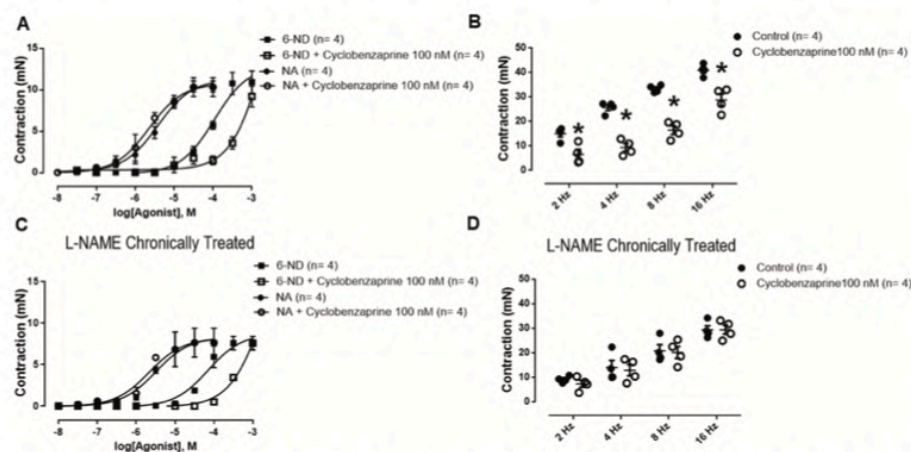 A
6-ND (n= 4)
6-ND + Cyclobenzaprine 100 nM (n= 4)
NA (n= 4)
NA + Cyclobenzaprine 100 nM (n= 4)
Contraction (mN)
15
10
5
0
-8 -7 -6 -5 -4 -3
log[Agonist], M
B
Control (n= 4)
Cyclobenzaprine100 nM (n= 4)
Contraction (mN)
50
40
30
20
10
0
* * * *
2 Hz 4 Hz 8 Hz 16 Hz
C
L-NAME Chronically Treated
6-ND (n= 4)
6-ND + Cyclobenzaprine 100 nM (n= 4)
NA (n= 4)
NA + Cyclobenzaprine 100 nM (n= 4)
Contraction (mN)
15
10
5
0
-8 -7 -6 -5 -4 -3
log[Agonist], M
D
L-NAME Chronically Treated
Control (n= 4)
Cyclobenzaprine100 nM (n= 4)
Contraction (mN)
50
40
30
20
10
0
2 Hz 4 Hz 8 Hz 16 Hz